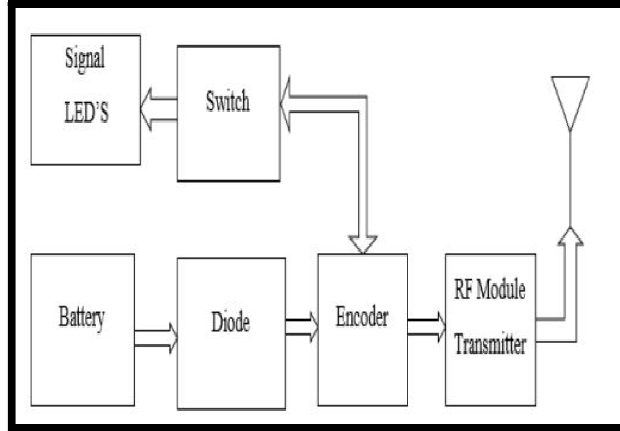 Signal
LED'S
Switch
Battery
Diode
Encoder
RF Module
Transmitter